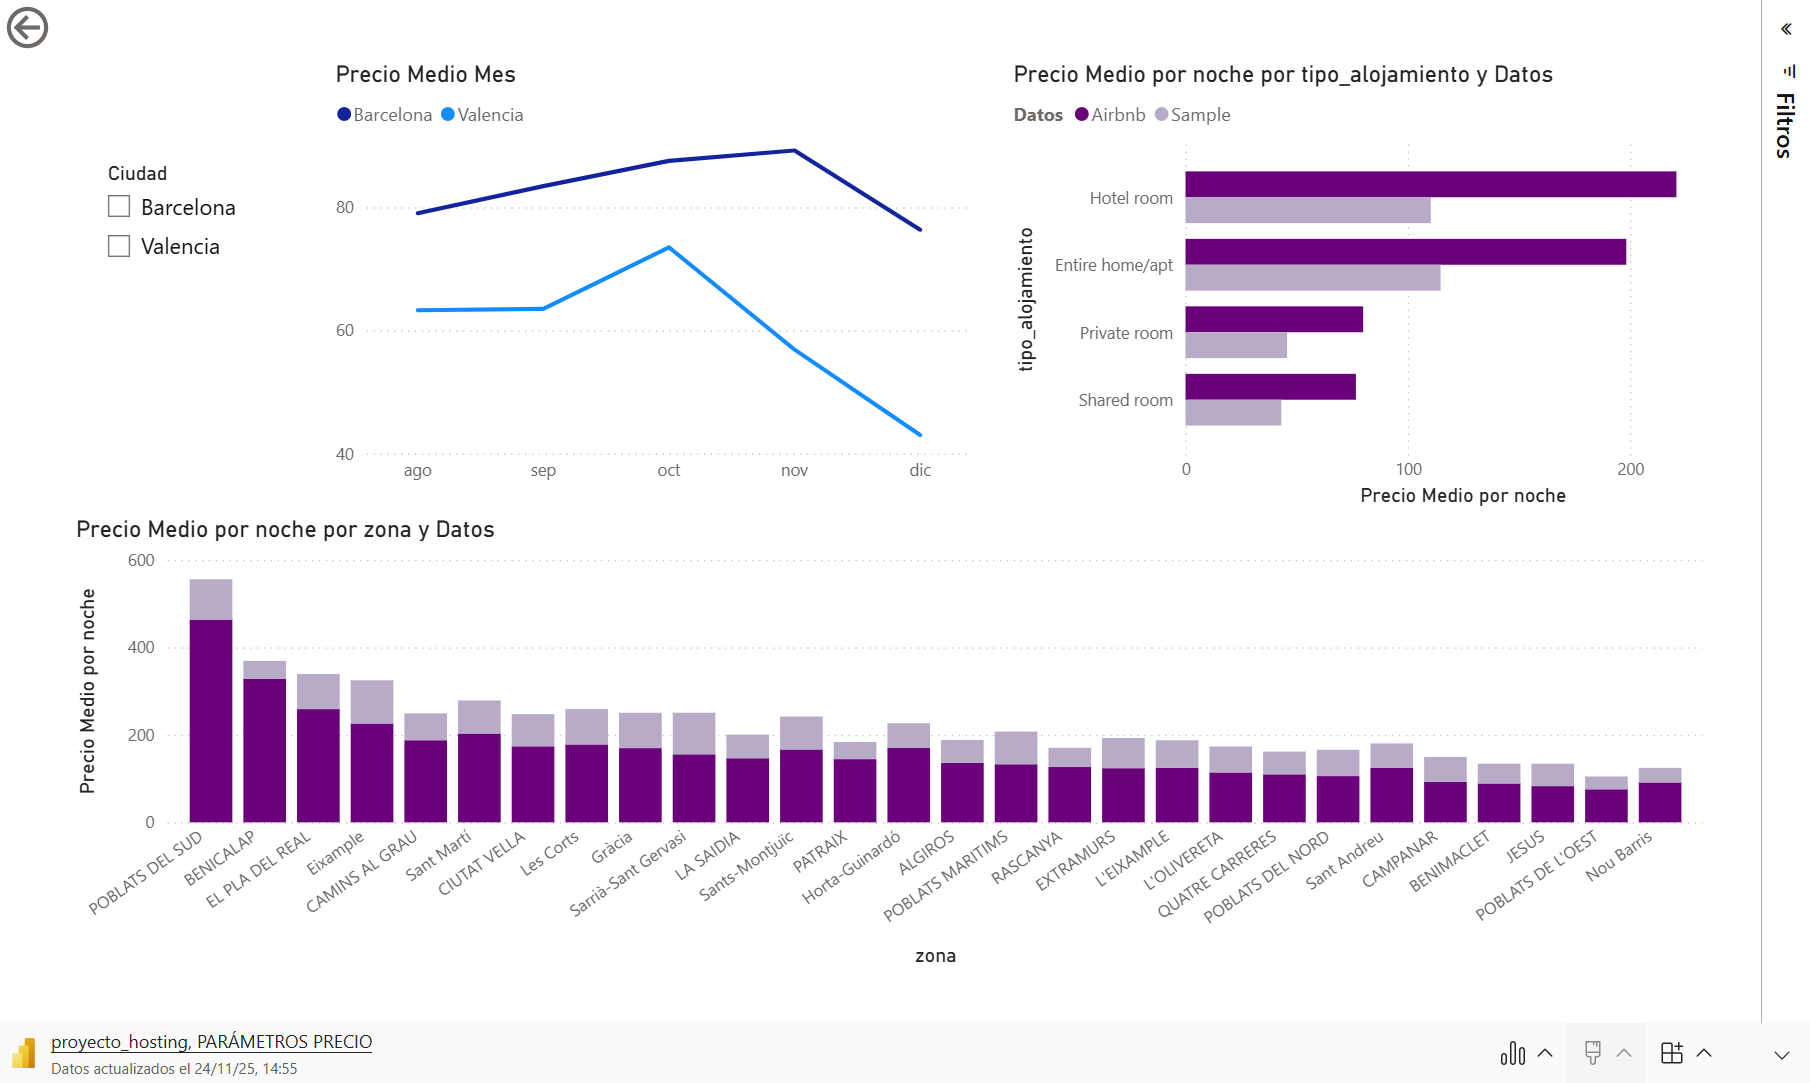 Filtros
Ciudad
Barcelona
Valencia
Precio Medio Mes
Barcelona Valencia
80
60
40
ago sep oct nov dic
Precio Medio por noche por tipo_alojamiento y Datos
Datos Airbnb Sample
tipo_alojamiento
Hotel room
Entire home/apt
Private room
Shared room
0 100 200
Precio Medio por noche
Precio Medio por noche por zona y Datos
Precio Medio por noche
600
400
200
0
POBLATS DEL SUD
BENICALAP
EL PLA DEL REAL
Eixample
CAMINS AL GRAU
Sant Martí
CIUTAT VELLA
Les Corts
Gràcia
Sarrià-Sant Gervasi
LA SAIDIA
Sants-Montjuïc
PATRAIX
Horta-Guinardó
ALGIROS
POBLATS MARITIMS
RASCANYA
EXTRAMURS
L'EIXAMPLE
L'OLIVERETA
QUATRE CARRERES
POBLATS DEL NORD
Sant Andreu
CAMPANAR
BENIMACLET
JESUS
POBLATS DE L'OEST
Nou Barris
zona
proyecto_hosting, PARÁMETROS PRECIO
Datos actualizados el 24/11/25, 14:55